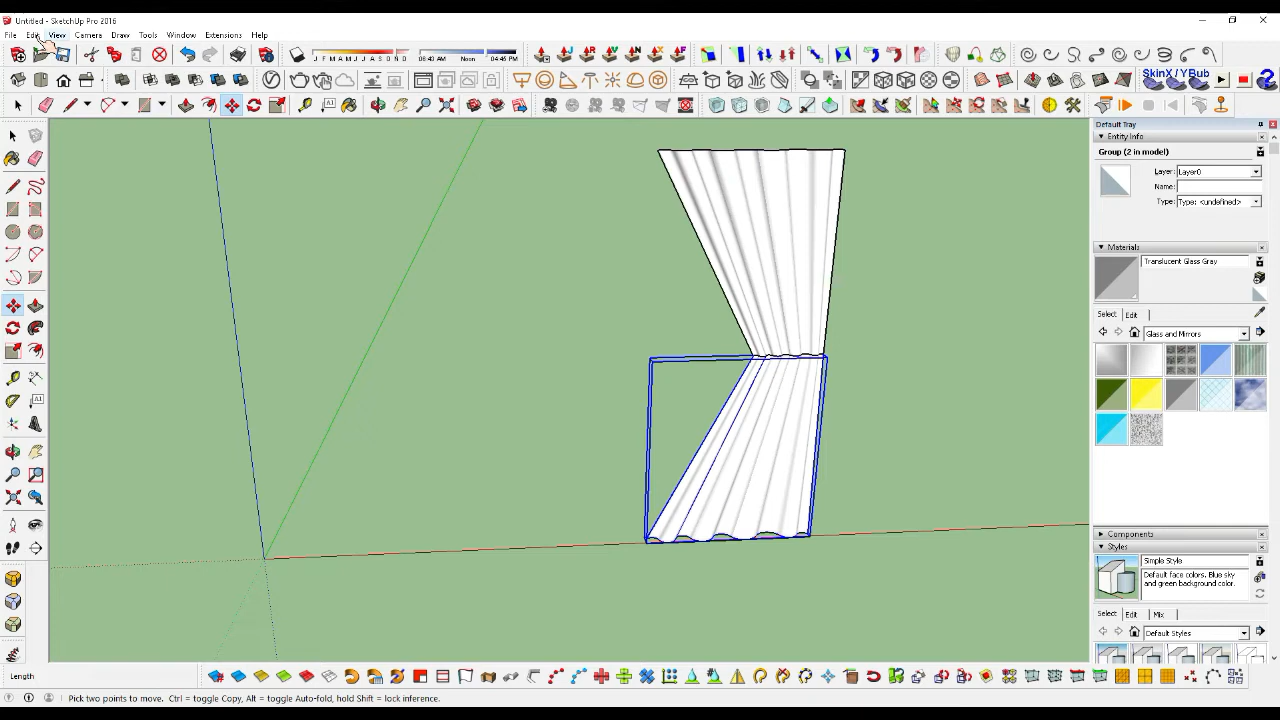 Untitled - SketchUp Pro 2016
File Edit View Camera Draw Tools Window Extensions Help
J R V N X F
06:43 AM Noon 04:45 PM
SkinX / YBub
Default Tray
Entity Info
Group (2 in model)
Layer: Layer0
Name:
Type: Type: <undefined>
Materials
Translucent Glass Gray
Select Edit
Glass and Mirrors
Components
Styles
Simple Style
Default face colors. Blue sky
and green background color.
Select Edit Mix
Default Styles
Length
Pick two points to move. Ctrl = toggle Copy, Alt = toggle Auto-fold, hold Shift = lock inference.